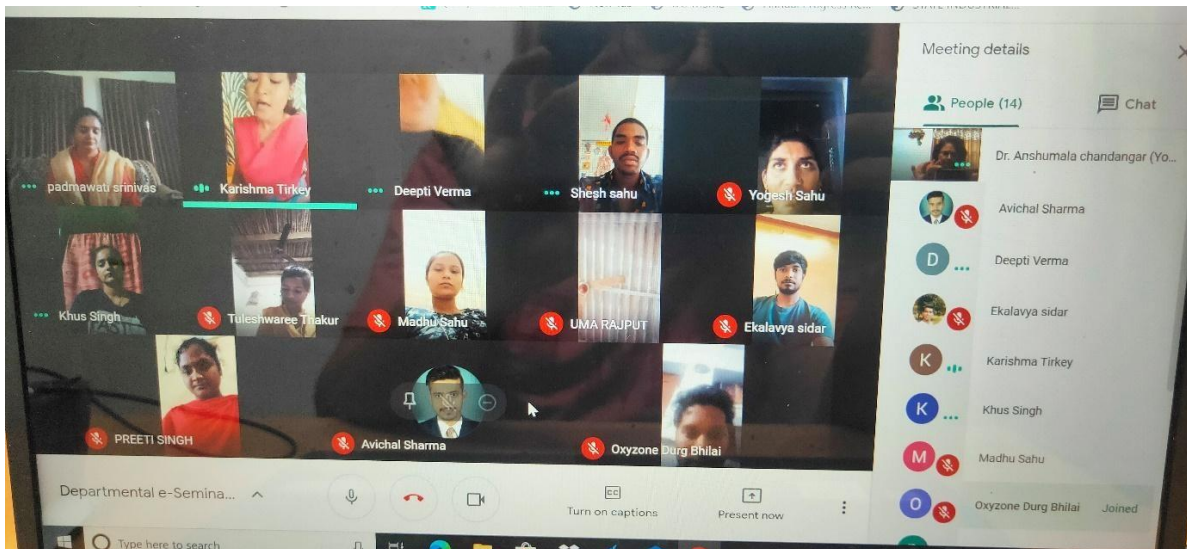 Meeting details
People (14)
Chat
padmawati srinivas
Karishma Tirkey
Deepti Verma
Shesh sahu
Yogesh Sahu
Khus Singh
Tuleshwaree Thakur
Madhu Sahu
UMA RAJPUT
Ekalavya sidar
PREETI SINGH
Avichal Sharma
Oxyzone Durg Bhilai
Dr. Anshumala chandangar (Yo...
Avichal Sharma
D
Deepti Verma
Ekalavya sidar
K
Karishma Tirkey
K
Khus Singh
M
Madhu Sahu
O
Oxyzone Durg Bhilai Joined
Departmental e-Semina...
CC
Turn on captions
Present now
Type here to search